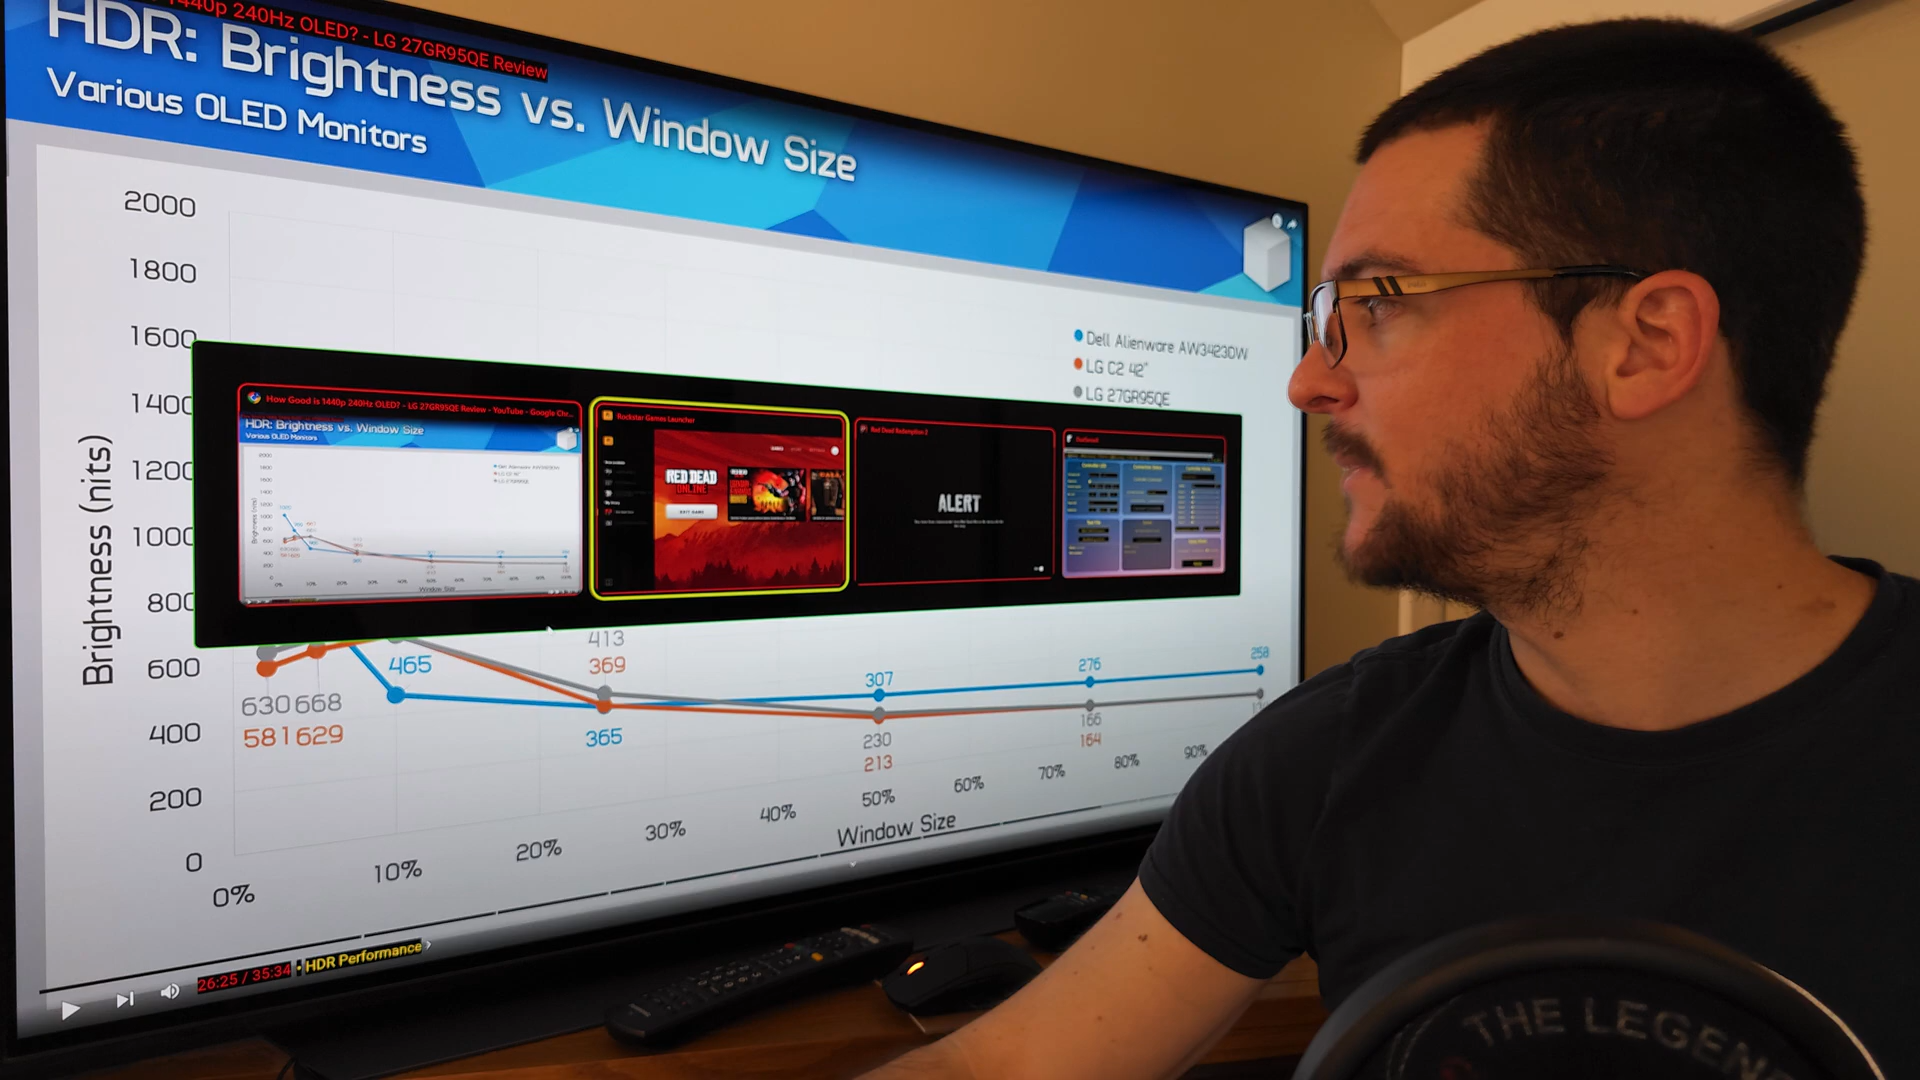 1440p 240Hz OLED? - LG 27GR95QE Review
HDR: Brightness vs. Window Size
Various OLED Monitors
2000
1800
1600
1400
1200
1000
800
600
400
200
0
Brightness (nits)
Dell Alienware AW3423DW
LG C2 42"
LG 27GR95QE
How Good is 1440p 240Hz OLED? - LG 27GR95QE Review - YouTube - Google Chr...
HDR: Brightness vs. Window Size
Various OLED Monitors
Window Size
Rockstar Games Launcher
RED DEAD
ONLINE
EXIT GAME
Red Dead Redemption 2
ALERT
413
465
369
307
276
258
630 668
581 629
365
230
213
166
164
0%
10%
20%
30%
40%
50%
60%
70%
80%
90%
Window Size
26:25 / 35:34 • HDR Performance
THE LEGEN